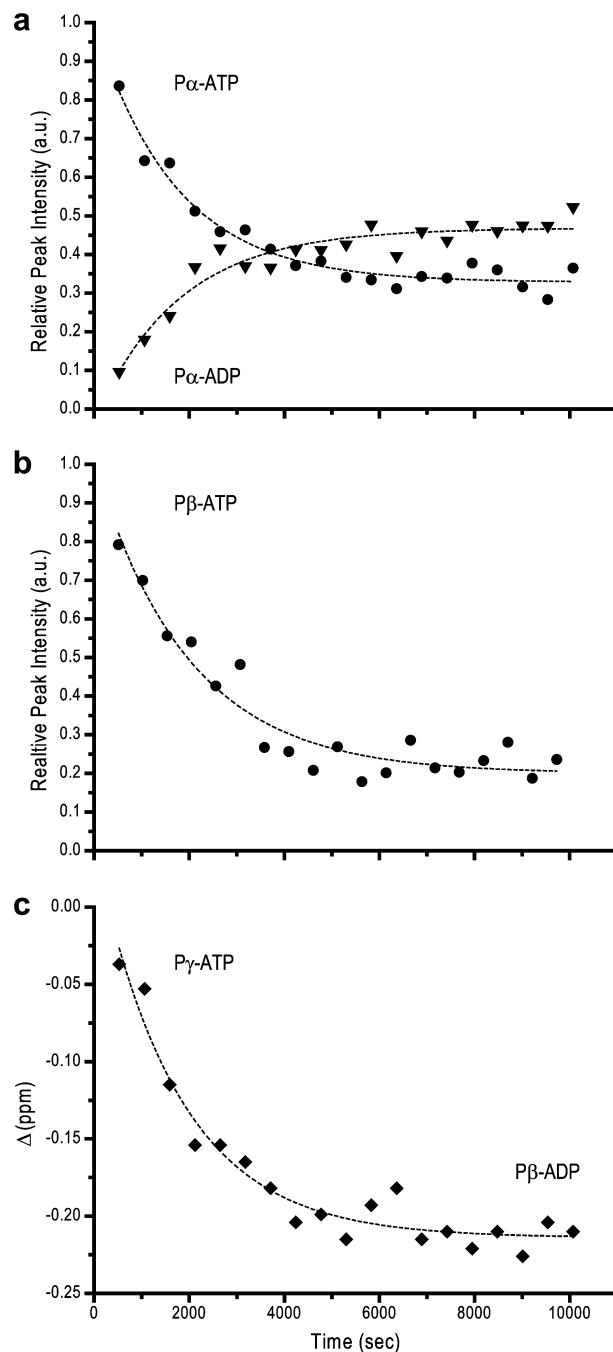 a
1.0
0.9
0.8
0.7
0.6
0.5
0.4
0.3
0.2
0.1
0.0
Relative Peak Intensity (a.u.)
Pα-ATP
Pα-ADP
b
1.0
0.9
0.8
0.7
0.6
0.5
0.4
0.3
0.2
0.1
0.0
Realtive Peak Intensity (a.u.)
Pβ-ATP
c
0.00
-0.05
-0.10
-0.15
-0.20
-0.25
Δ (ppm)
Pγ-ATP
Pβ-ADP
0 2000 4000 6000 8000 10000
Time (sec)